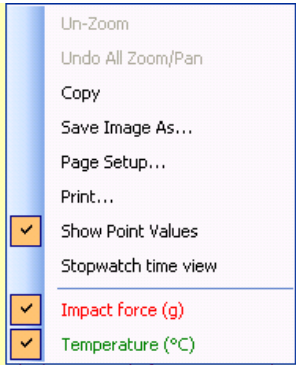 Un-Zoom
Undo All Zoom/Pan
Copy
Save Image As...
Page Setup...
Print...
Show Point Values
Stopwatch time view
Impact force (g)
Temperature (°C)